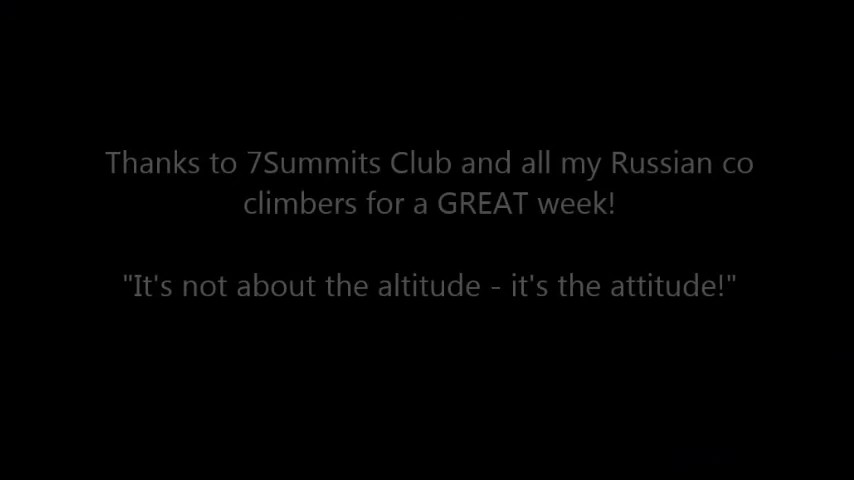 Thanks to 7Summits Club and all my Russian co
climbers for a GREAT week!
"It's not about the altitude - it's the attitude!"